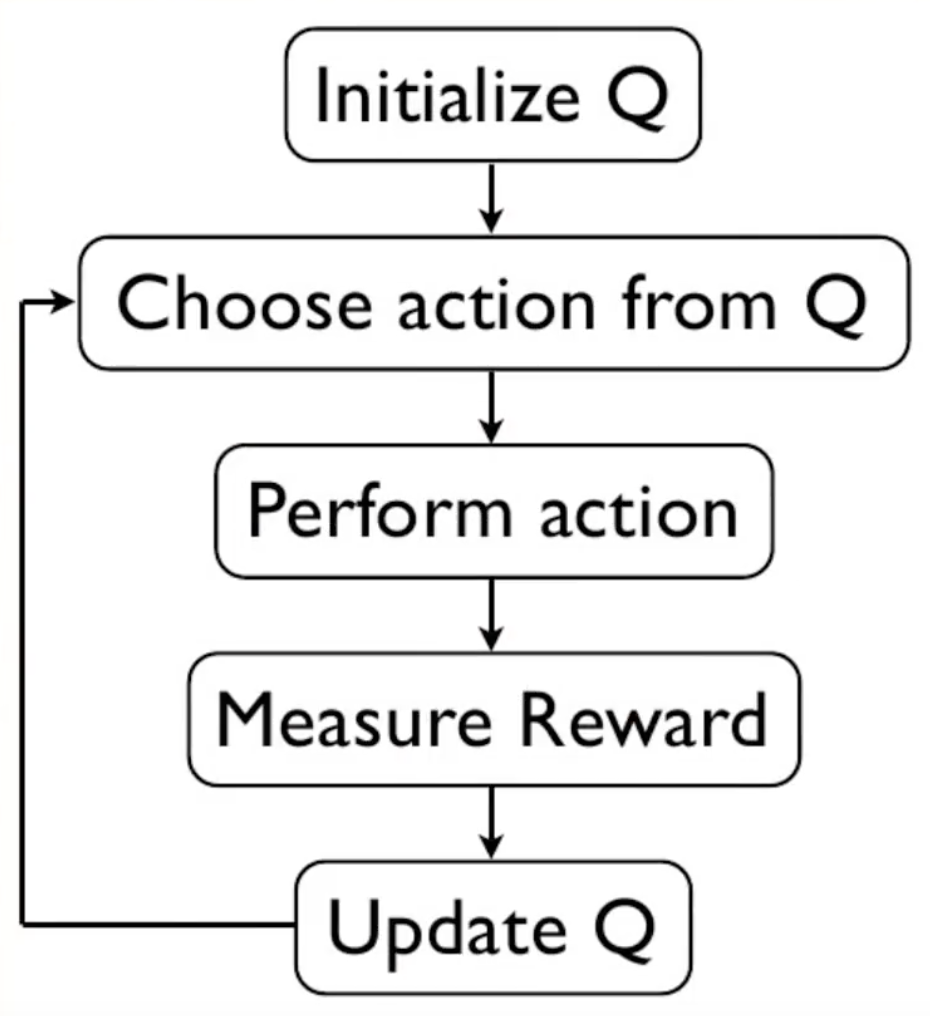 Initialize Q
Choose action from Q
Perform action
Measure Reward
Update Q